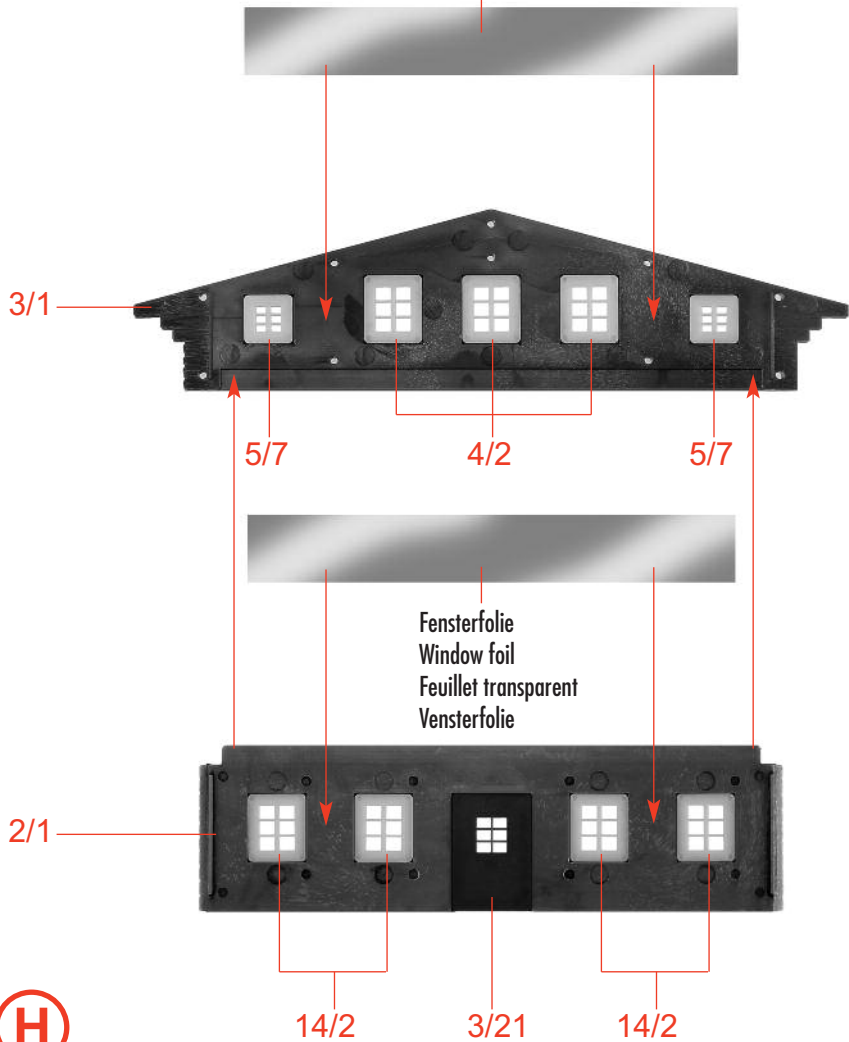 3/1
5/7
4/2
5/7
Fensterfolie
Window foil
Feuillet transparent
Vensterfolie
2/1
14/2
3/21
14/2
H